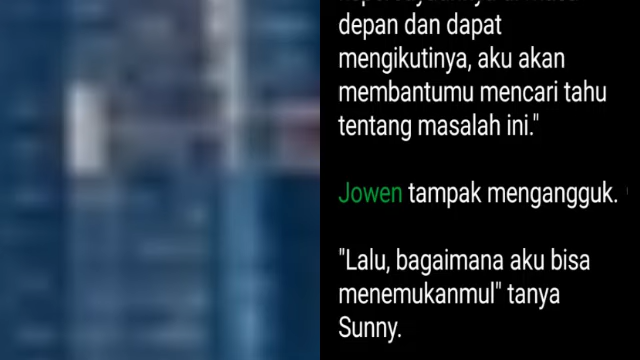 depan dan dapat
mengikutinya, aku akan
membantumu mencari tahu
tentang masalah ini."
Jowen tampak mengangguk.
"Lalu, bagaimana aku bisa
menemukanmul" tanya
Sunny.